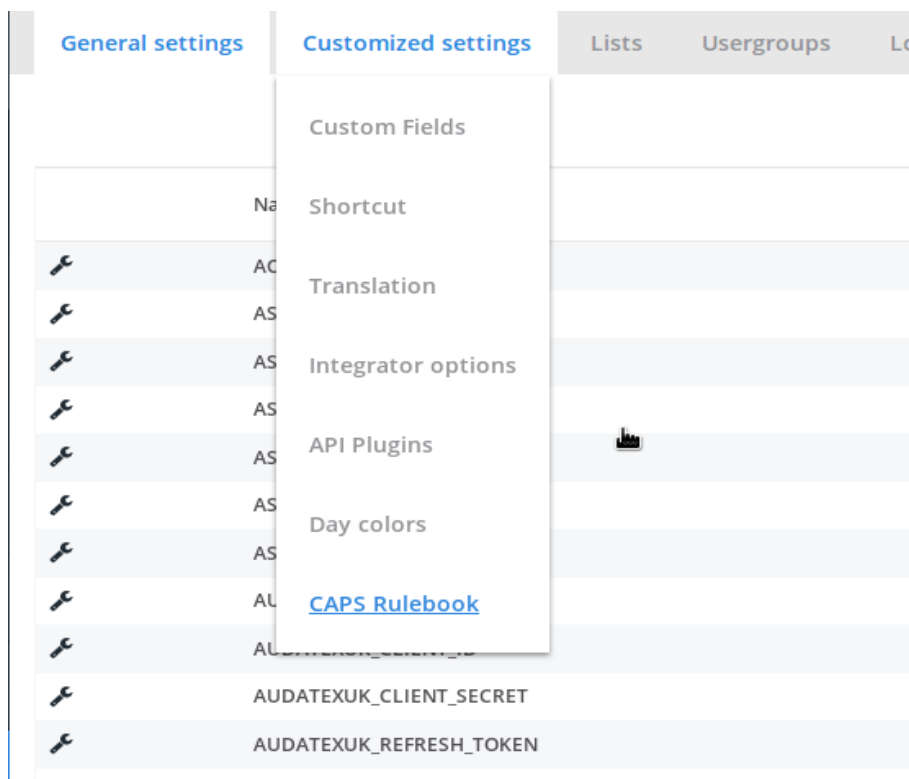 General settings
Customized settings
Lists
Usergroups
Custom Fields
Shortcut
Translation
Integrator options
API Plugins
Day colors
CAPS Rulebook
AUDATEXUK_CLIENT_ID
AUDATEXUK_CLIENT_SECRET
AUDATEXUK_REFRESH_TOKEN